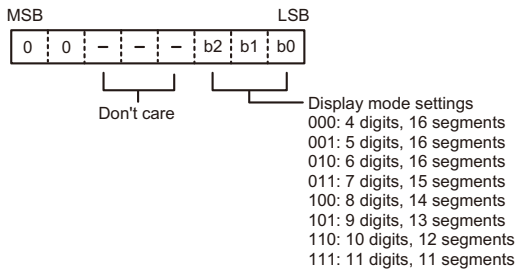 MSB LSB
0 0 – – – b2 b1 b0
Don't care
Display mode settings
000: 4 digits, 16 segments
001: 5 digits, 16 segments
010: 6 digits, 16 segments
011: 7 digits, 15 segments
100: 8 digits, 14 segments
101: 9 digits, 13 segments
110: 10 digits, 12 segments
111: 11 digits, 11 segments